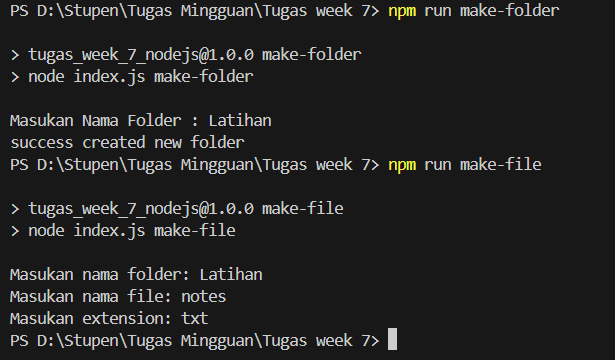 PS D:\Stupen\Tugas Mingguan\Tugas week 7> npm run make-folder
> tugas_week_7_nodejs@1.0.0 make-folder
> node index.js make-folder
Masukan Nama Folder : Latihan
success created new folder
PS D:\Stupen\Tugas Mingguan\Tugas week 7> npm run make-file
> tugas_week_7_nodejs@1.0.0 make-file
> node index.js make-file
Masukan nama folder: Latihan
Masukan nama file: notes
Masukan extension: txt
PS D:\Stupen\Tugas Mingguan\Tugas week 7>